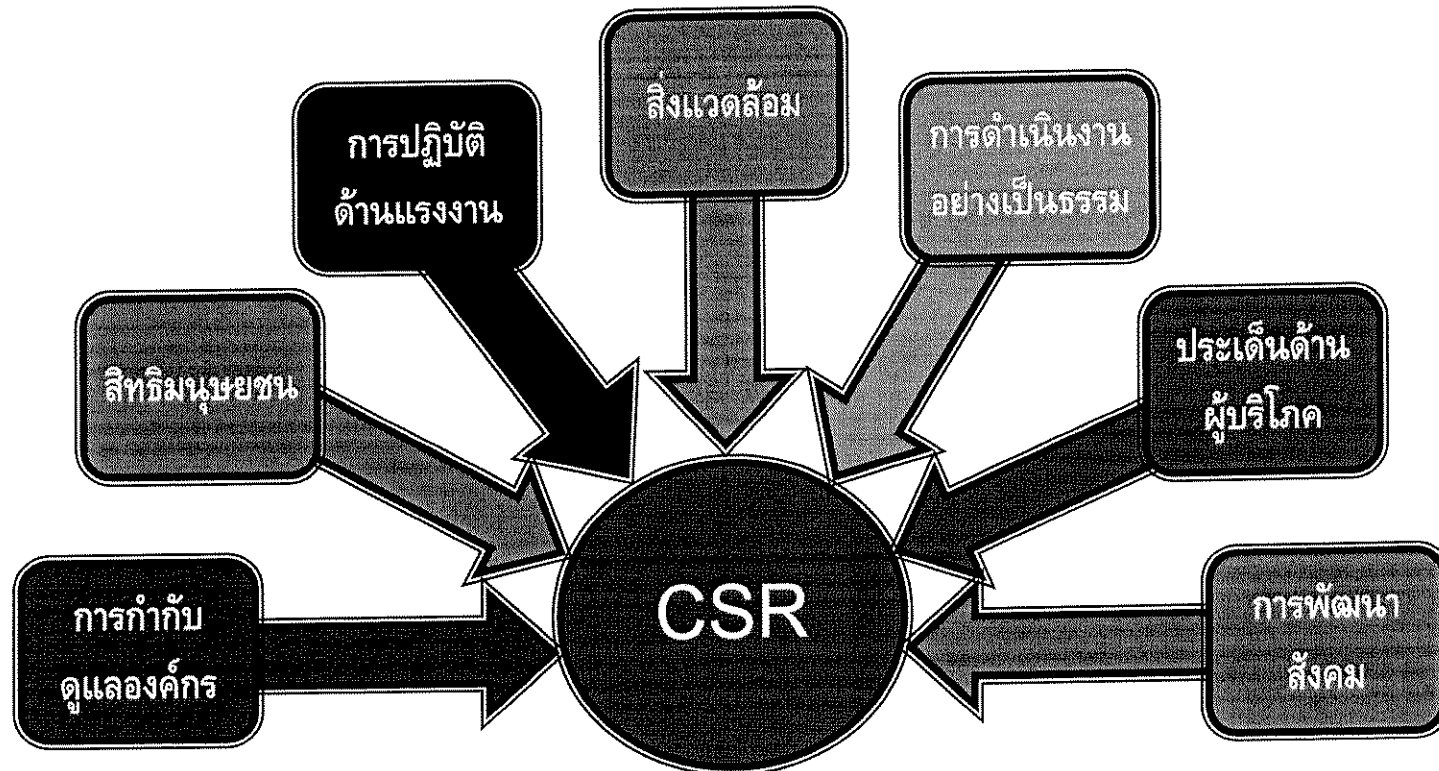 สิ่งแวดล้อม
การปฏิบัติ
ด้านแรงงาน
การดำเนินงาน
อย่างเป็นธรรม
สิทธิมนุษยชน
ประเด็นด้าน
ผู้บริโภค
การกำกับ
ดูแลองค์กร
CSR
การพัฒนา
สังคม